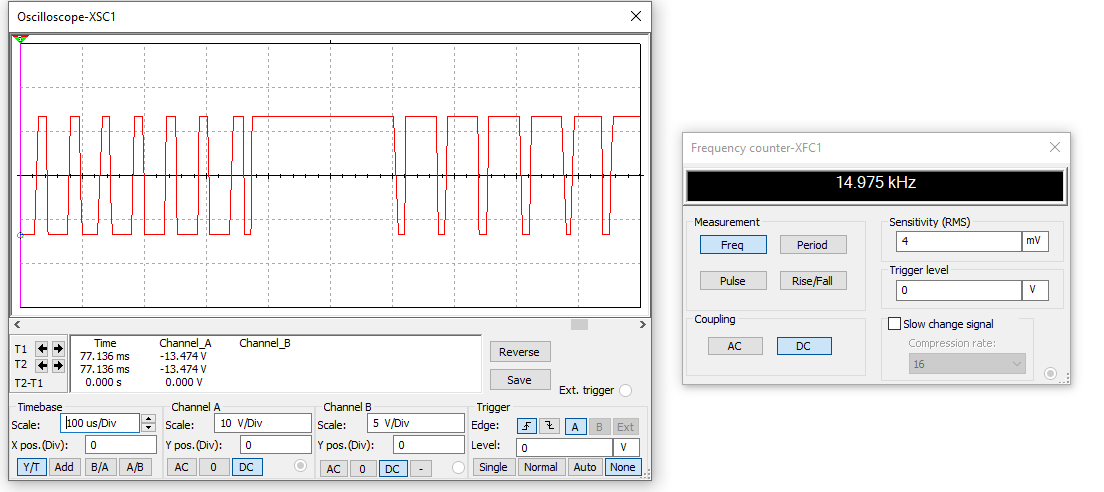 Oscilloscope-XSC1
Time Channel_A Channel_B
T1 77.136 ms -13.474 V
T2 77.136 ms -13.474 V
T2-T1 0.000 s 0.000 V
Reverse
Save
Ext. trigger
Timebase
Scale: 100 us/Div
X pos.(Div): 0
Y/T Add B/A A/B
Channel A
Scale: 10 V/Div
Y pos.(Div): 0
AC 0 DC
Channel B
Scale: 5 V/Div
Y pos.(Div): 0
AC 0 DC -
Trigger
Edge: A B Ext
Level: 0 V
Single Normal Auto None
Frequency counter-XFC1
14.975 kHz
Measurement
Freq Period
Pulse Rise/Fall
Coupling
AC DC
Sensitivity (RMS)
4 mV
Trigger level
0 V
Slow change signal
Compression rate:
16